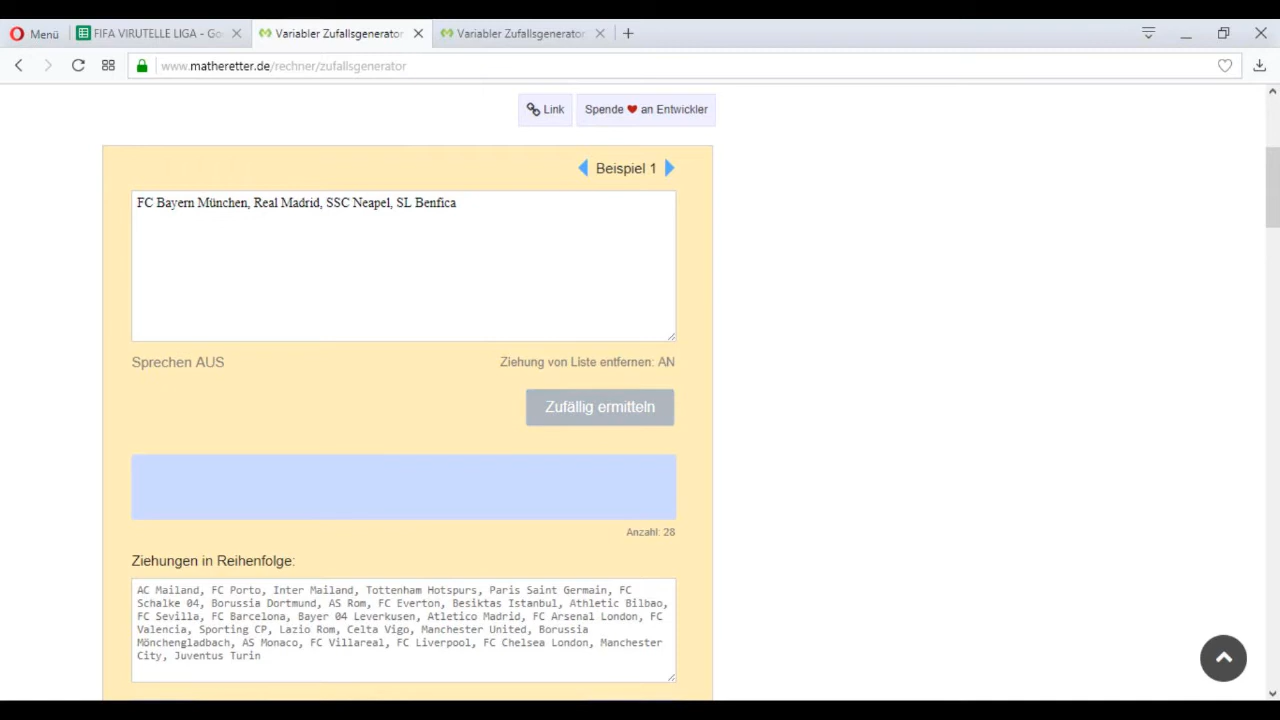 Menü
FIFA VIRUTELLE LIGA - Go
Variabler Zufallsgenerator
Variabler Zufallsgenerator
www.matheretter.de/rechner/zufallsgenerator
Link
Spende ❤ an Entwickler
Beispiel 1
FC Bayern München, Real Madrid, SSC Neapel, SL Benfica
Sprechen AUS
Ziehung von Liste entfernen: AN
Zufällig ermitteln
Anzahl: 28
Ziehungen in Reihenfolge:
AC Mailand, FC Porto, Inter Mailand, Tottenham Hotspurs, Paris Saint Germain, FC
Schalke 04, Borussia Dortmund, AS Rom, FC Everton, Besiktas Istanbul, Athletic Bilbao,
FC Sevilla, FC Barcelona, Bayer 04 Leverkusen, Atletico Madrid, FC Arsenal London, FC
Valencia, Sporting CP, Lazio Rom, Celta Vigo, Manchester United, Borussia
Mönchengladbach, AS Monaco, FC Villareal, FC Liverpool, FC Chelsea London, Manchester
City, Juventus Turin